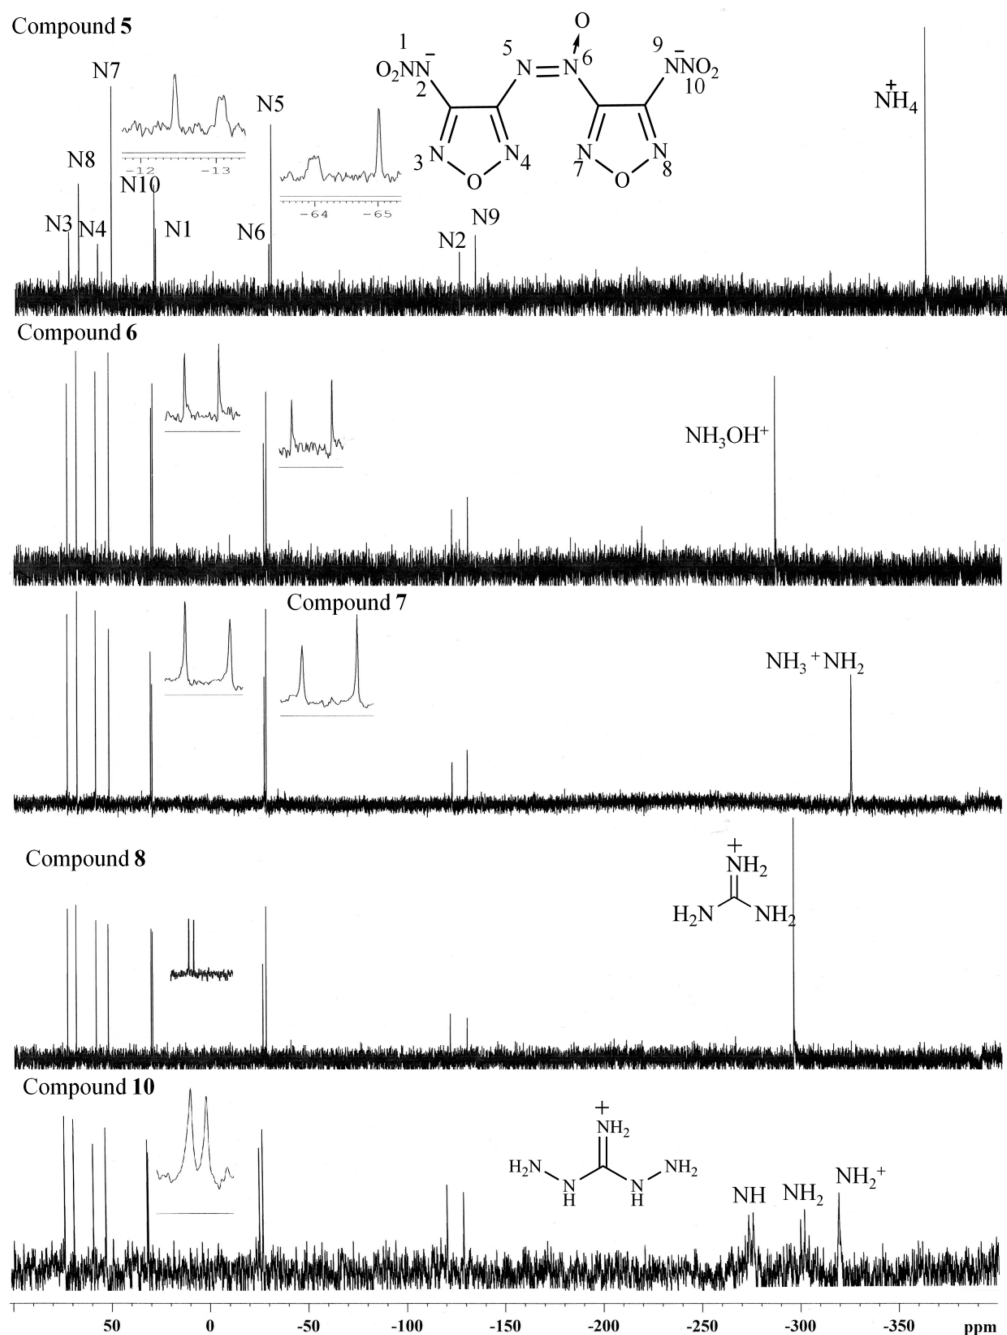 Compound 5
N7
N8
N3
N4
-12 -13
N10
N1
N5
N6
-64 -65
N2
N9
1
O₂NN⁻
2
5
N=N
O
6
9
⁻NNO₂
10
N
3
O
N
4
N
7
O
N
8
NH₄⁺
Compound 6
NH₃OH⁺
Compound 7
NH₃⁺NH₂
Compound 8
+
NH₂
H₂N NH₂
Compound 10
+
NH₂
H₂N N N NH₂
H H
NH
NH₂
NH₂⁺
50 0 -50 -100 -150 -200 -250 -300 -350 ppm